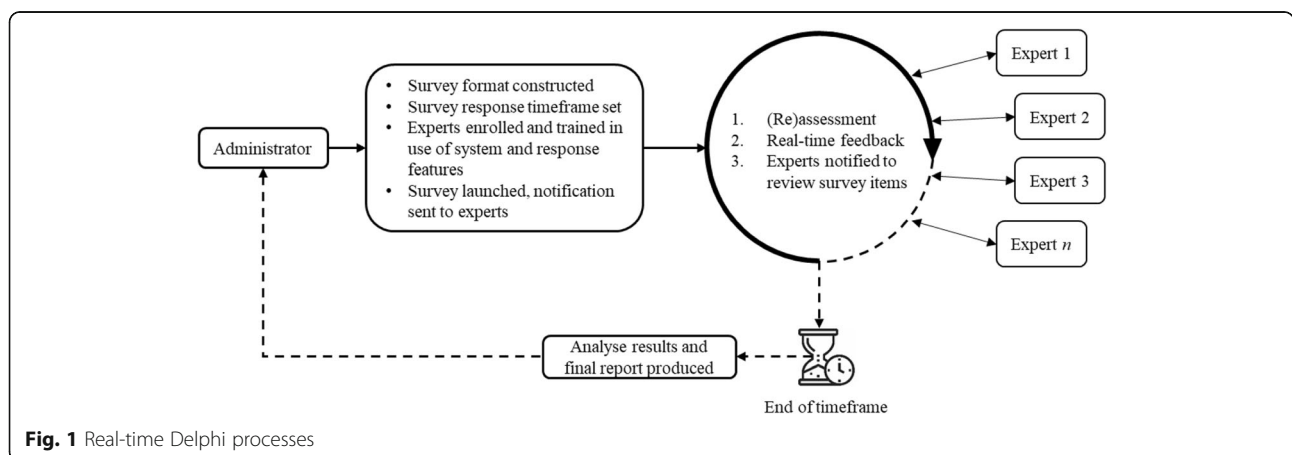 Administrator
• Survey format constructed
• Survey response timeframe set
• Experts enrolled and trained in
use of system and response
features
• Survey launched, notification
sent to experts
1. (Re)assessment
2. Real-time feedback
3. Experts notified to
review survey items
Expert 1
Expert 2
Expert 3
Expert n
End of timeframe
Analyse results and
final report produced
Fig. 1 Real-time Delphi processes